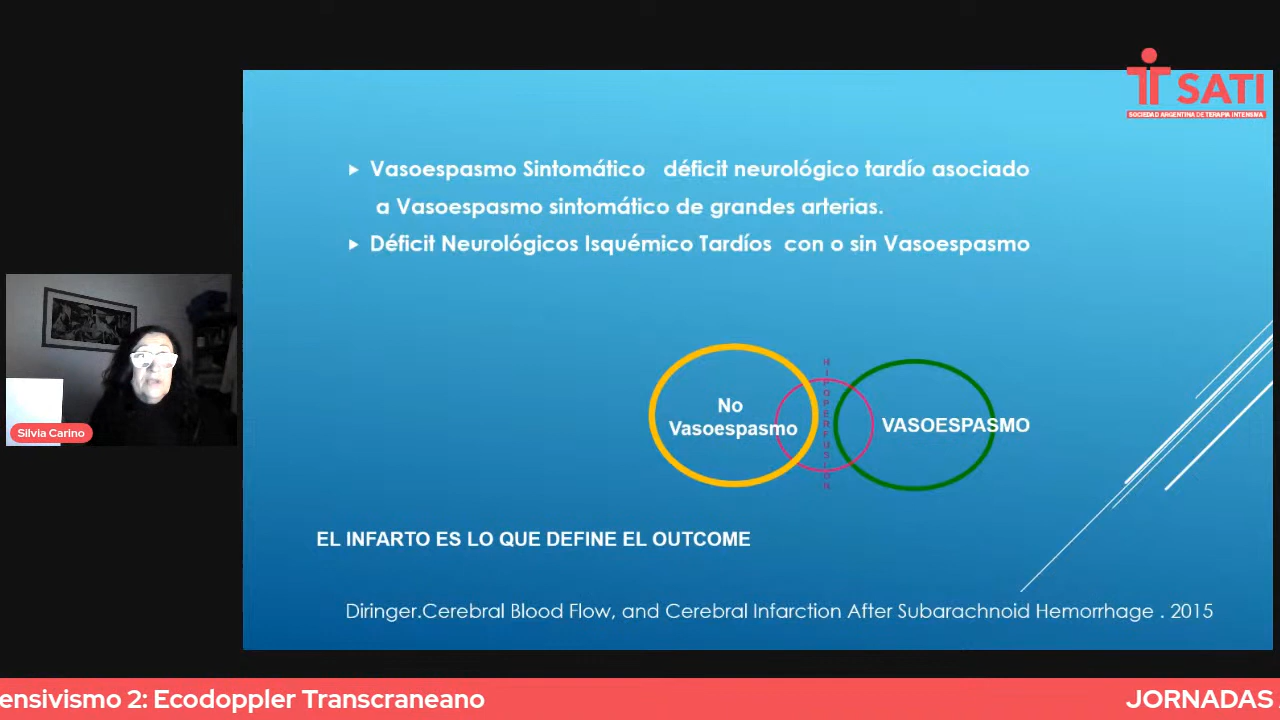 SATI
SOCIEDAD ARGENTINA DE TERAPIA INTENSIVA
Vasoespasmo Sintomático déficit neurológico tardío asociado
a Vasoespasmo sintomático de grandes arterias.
Déficit Neurológicos Isquémico Tardíos con o sin Vasoespasmo
No
Vasoespasmo
HIPOPERFUSION
VASOESPASMO
EL INFARTO ES LO QUE DEFINE EL OUTCOME
Diringer.Cerebral Blood Flow, and Cerebral Infarction After Subarachnoid Hemorrhage . 2015
Silvia Carino
ensivismo 2: Ecodoppler Transcraneano
JORNADAS